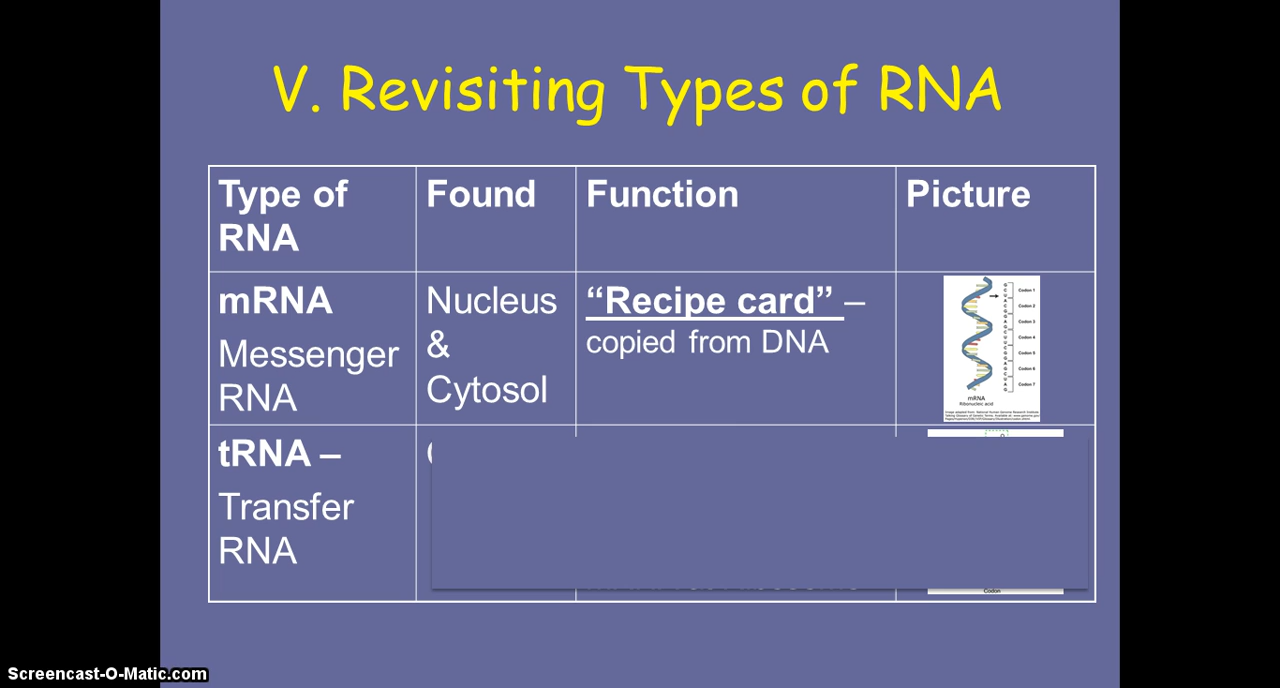 V. Revisiting Types of RNA
Type of
RNA
Found
Function
Picture
mRNA
Messenger
RNA
Nucleus
&
Cytosol
“Recipe card” –
copied from DNA
Codon 1
Codon 2
Codon 3
Codon 4
Codon 5
Codon 6
Codon 7
mRNA
Ribonucleic acid
tRNA –
Transfer
RNA
Codon
Screencast-O-Matic.com